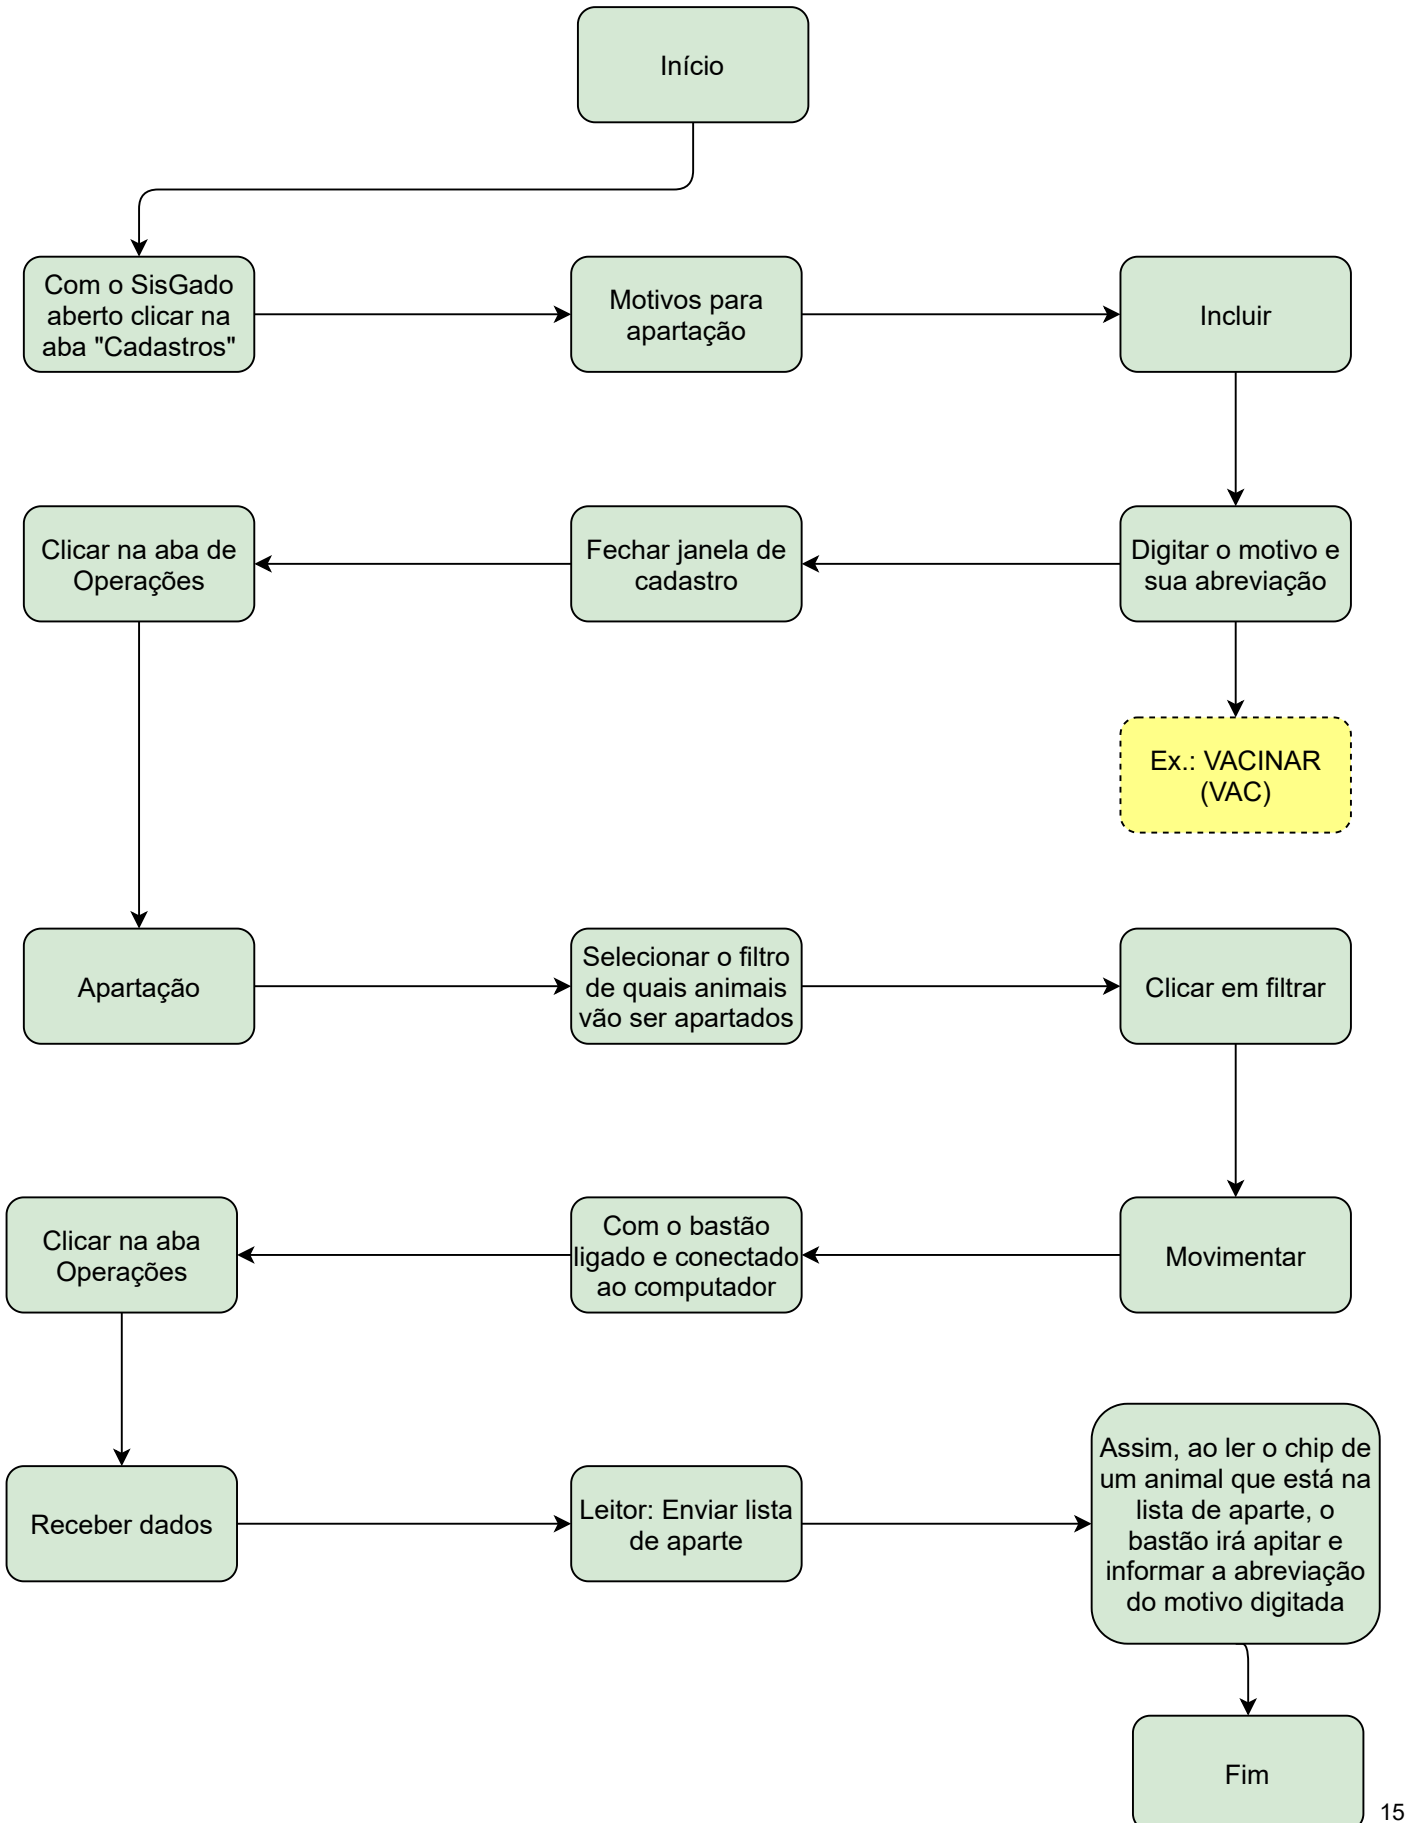 Início
Com o SisGado
aberto clicar na
aba "Cadastros"
Motivos para
apartação
Incluir
Digitar o motivo e
sua abreviação
Ex.: VACINAR
(VAC)
Fechar janela de
cadastro
Clicar na aba de
Operações
Apartação
Selecionar o filtro
de quais animais
vão ser apartados
Clicar em filtrar
Movimentar
Com o bastão
ligado e conectado
ao computador
Clicar na aba
Operações
Receber dados
Leitor: Enviar lista
de aparte
Assim, ao ler o chip de
um animal que está na
lista de aparte, o
bastão irá apitar e
informar a abreviação
do motivo digitada
Fim
15